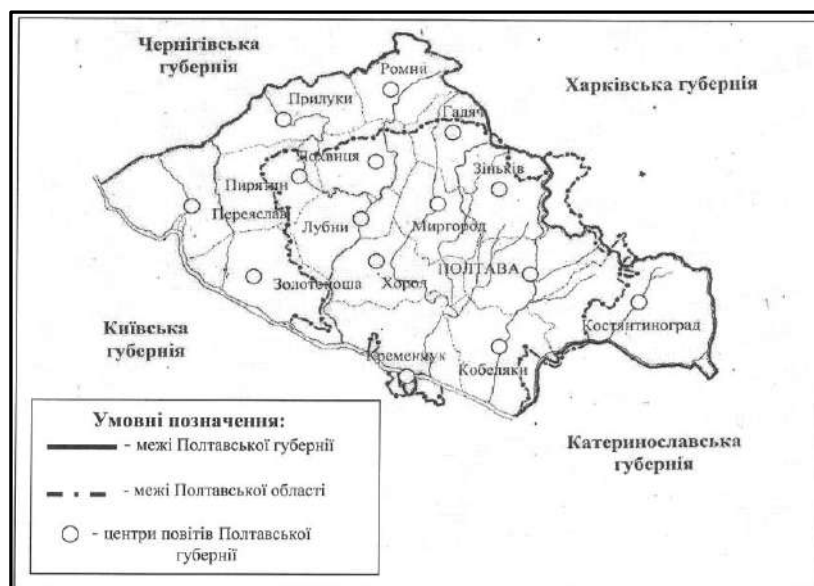 Чернігівська
губернія
Ромни
Харківська губернія
Прилуки
Гадяч
Лохвиця
Зіньків
Пирятин
Переяслав
Лубни
Миргород
ПОЛТАВА
Золотоноша
Хорол
Київська
губернія
Костянтиноград
Кременчук
Кобеляки
Умовні позначення:
- межі Полтавської губернії
- межі Полтавської області
- центри повітів Полтавської
губернії
Катеринославська
губернія